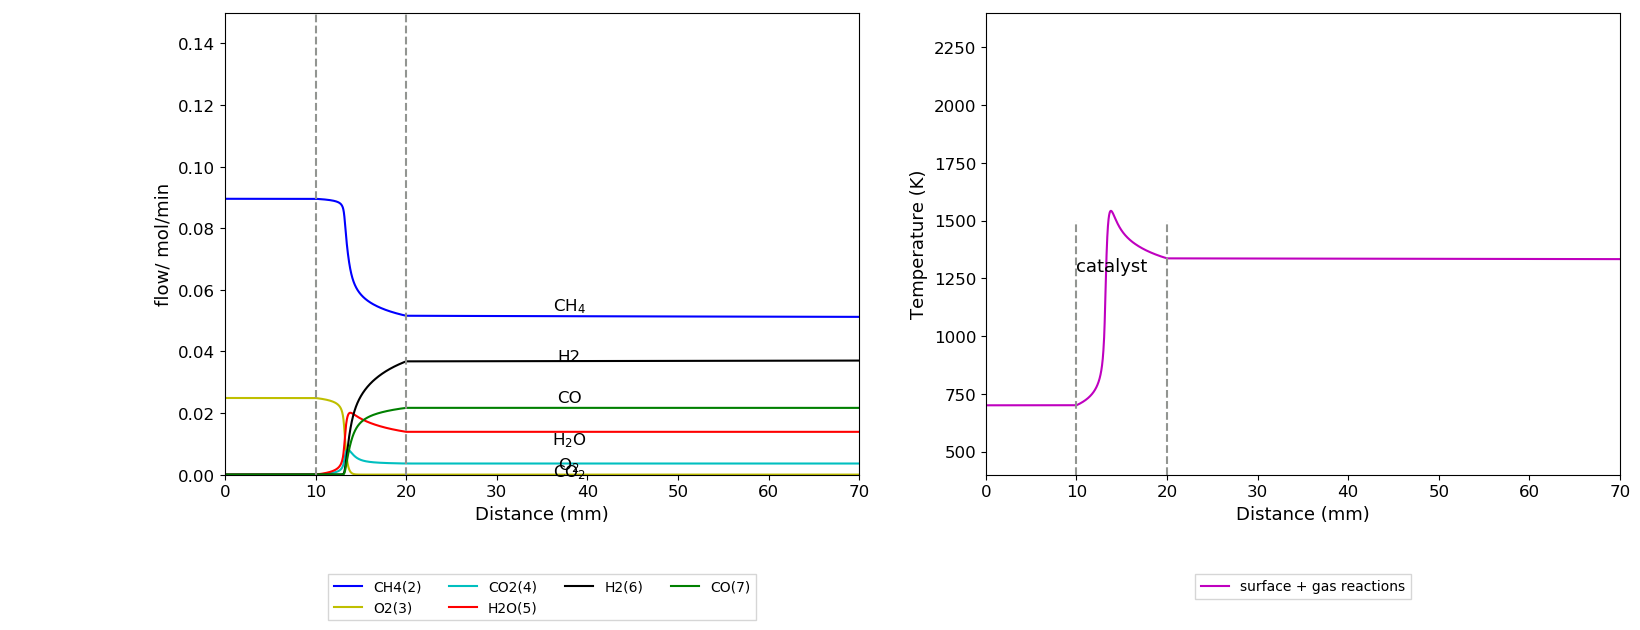 0.14
0.12
0.10
0.08
0.06
0.04
0.02
0.00
flow/ mol/min
0 10 20 30 40 50 60 70
Distance (mm)
CH₄
H2
CO
H₂O
O₂
CO₂
CH4(2) CO2(4) H2(6) CO(7)
O2(3) H2O(5)
2250
2000
1750
1500
1250
1000
750
500
Temperature (K)
catalyst
0 10 20 30 40 50 60 70
Distance (mm)
surface + gas reactions